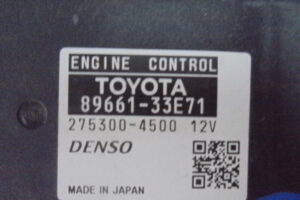 ENGINE CONTROL
TOYOTA
89661-33E71
275300-4500 12V
DENSO
MADE IN JAPAN